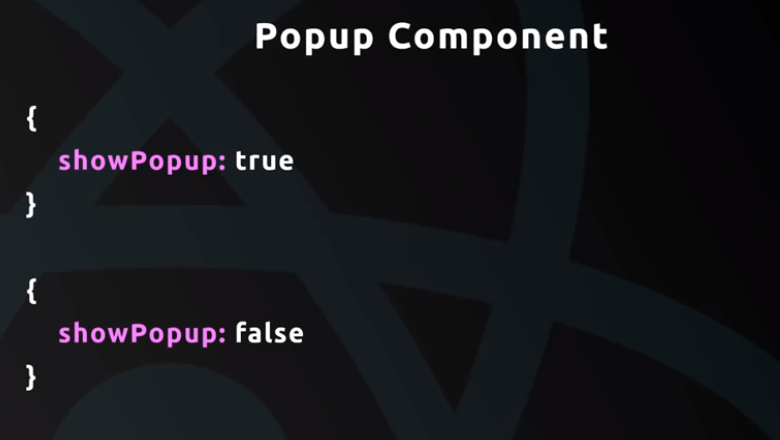 Popup Component
{
showPopup: true
}
{
showPopup: false
}